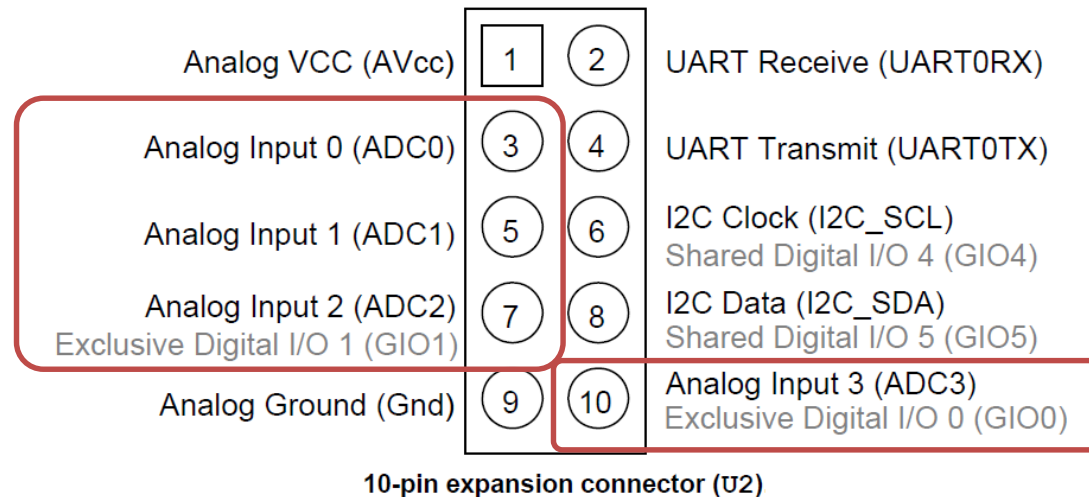 Analog VCC (AVcc) 1 2 UART Receive (UART0RX)
Analog Input 0 (ADC0) 3 4 UART Transmit (UART0TX)
Analog Input 1 (ADC1) 5 6 I2C Clock (I2C_SCL)
Shared Digital I/O 4 (GIO4)
Analog Input 2 (ADC2) 7 8 I2C Data (I2C_SDA)
Exclusive Digital I/O 1 (GIO1) Shared Digital I/O 5 (GIO5)
Analog Ground (Gnd) 9 10 Analog Input 3 (ADC3)
Exclusive Digital I/O 0 (GIO0)
10-pin expansion connector (U2)